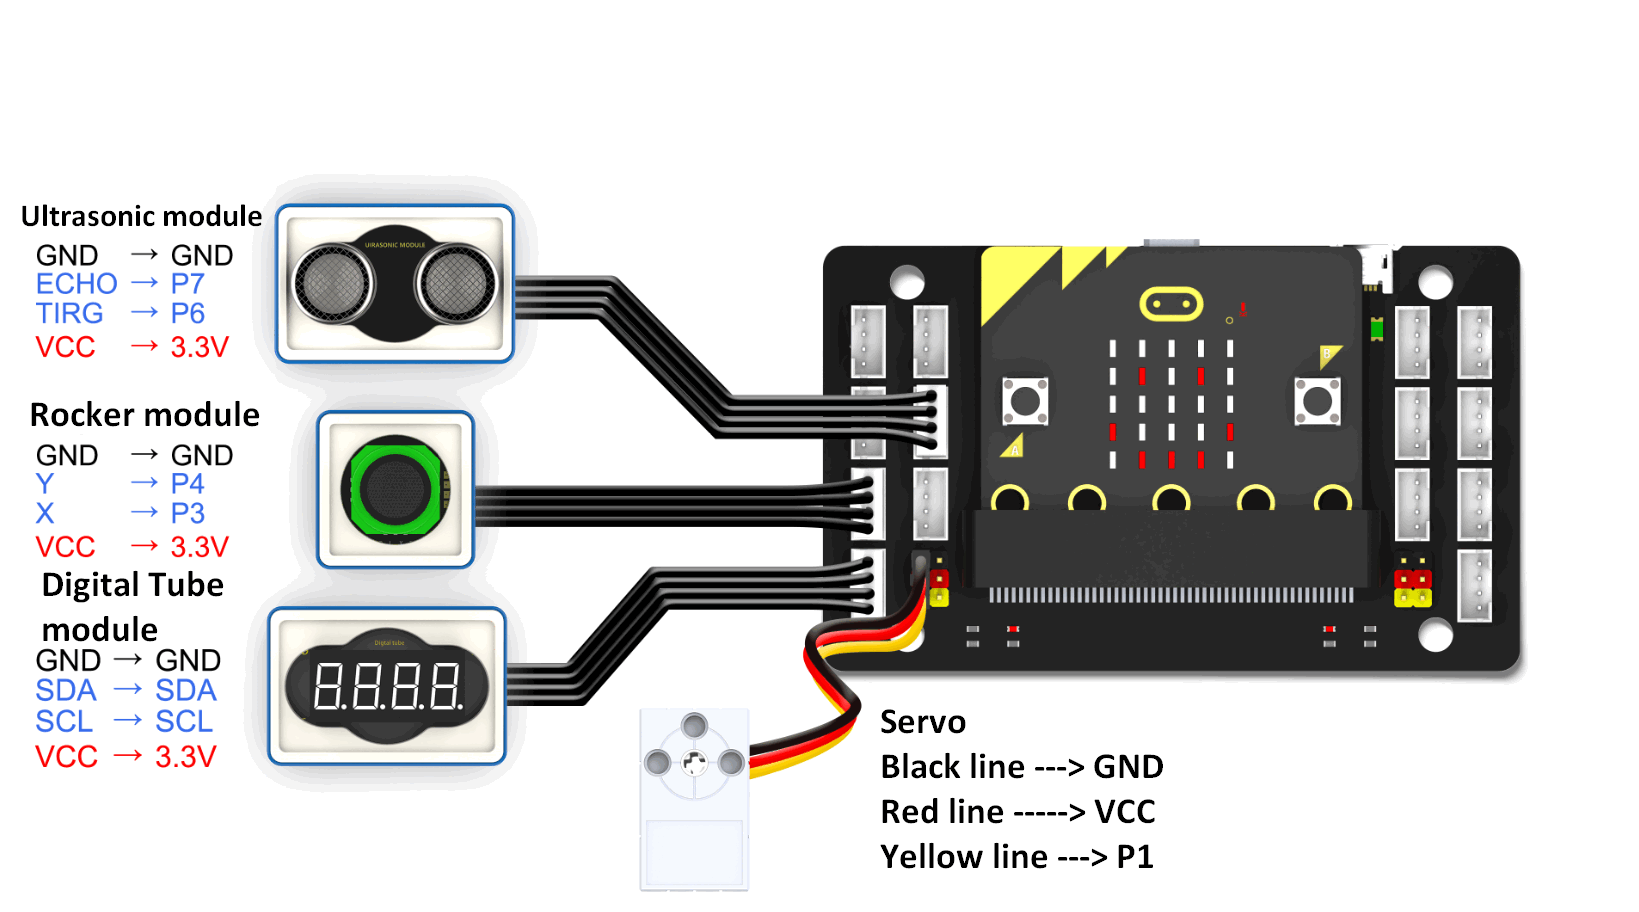 Ultrasonic module
GND → GND
ECHO → P7
TIRG → P6
VCC → 3.3V
UIRASONIC MODULE
Rocker module
GND → GND
Y → P4
X → P3
VCC → 3.3V
Digital Tube
module
GND → GND
SDA → SDA
SCL → SCL
VCC → 3.3V
Digtal tube
8.8.8.8.
A
B
Servo
Black line ---> GND
Red line -----> VCC
Yellow line ---> P1